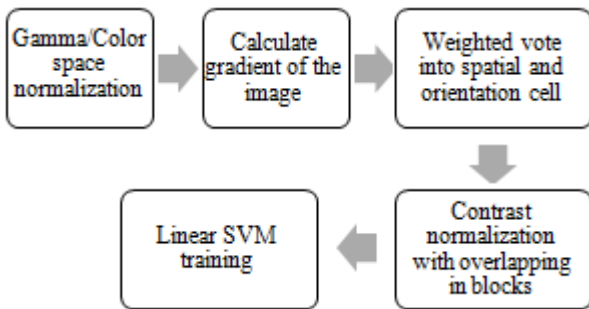 Gamma/Color
space
normalization
Calculate
gradient of the
image
Weighted vote
into spatial and
orientation cell
Contrast
normalization
with overlapping
in blocks
Linear SVM
training